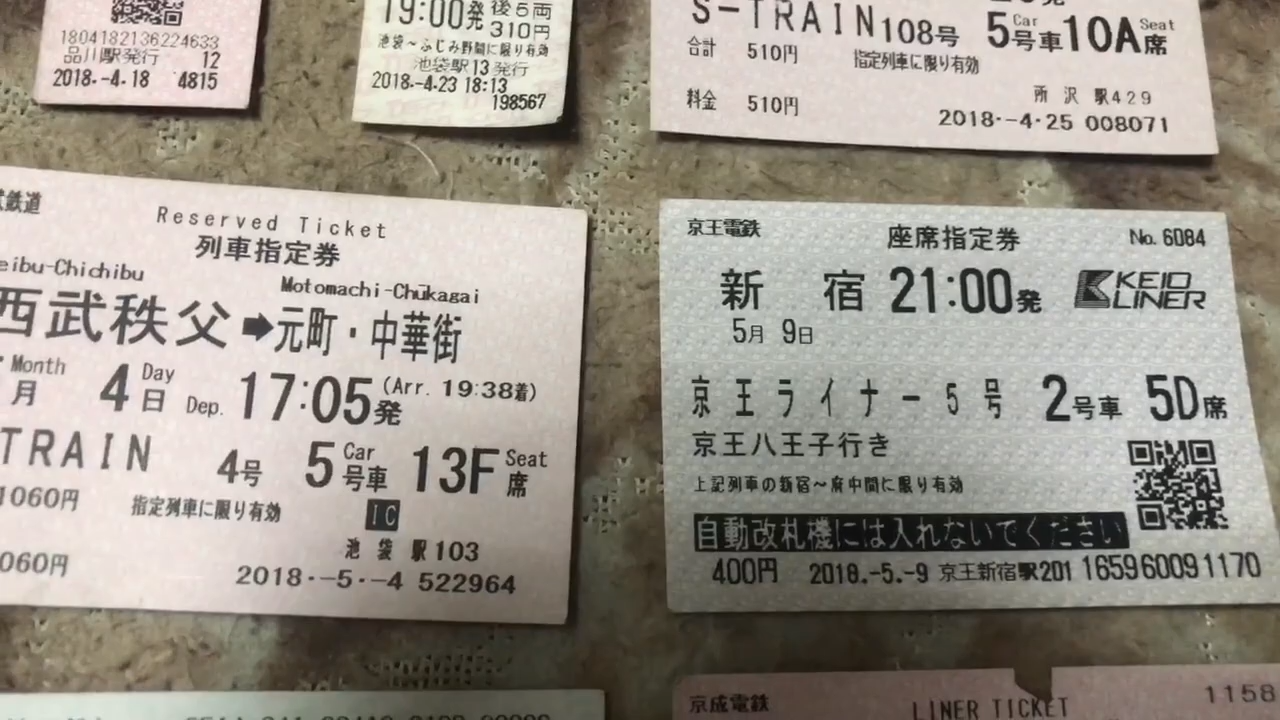 1804182136224633
品川駅発行 12
2018.-4.18 4815
19:00発 後5両
310円
池袋～ふじみ野間に限り有効
池袋駅13発行
2018.-4.23 18:13
198567
S-TRAIN108号 5号車 Car 10A席 Seat
合計 510円 指定列車に限り有効
料金 510円
所沢駅429
2018.-4.25 008071
鉄道
Reserved Ticket
列車指定券
eibu-Chichibu
Motomachi-Chūkagai
西武秩父➡元町・中華街
Month Day
月 4日 Dep. 17:05発 (Arr. 19:38着)
TRAIN 4号 5号車 Car 13F席 Seat
1060円 指定列車に限り有効
IC
060円
池袋駅103
2018.-5.-4 522964
京王電鉄 座席指定券 No. 6084
新宿 21:00発 KEIO LINER
5月 9日
京王ライナー5号 2号車 5D席
京王八王子行き
上記列車の新宿～府中間に限り有効
自動改札機には入れないでください
400円 2018.-5.-9 京王新宿駅201 165960091170
京成電鉄 LINER TICKET 1158